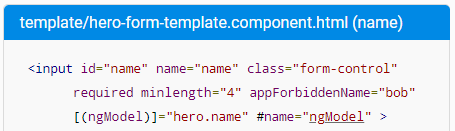 template/hero-form-template.component.html (name)
<input id="name" name="name" class="form-control"
required minlength="4" appForbiddenName="bob"
[(ngModel)]="hero.name" #name="ngModel" >